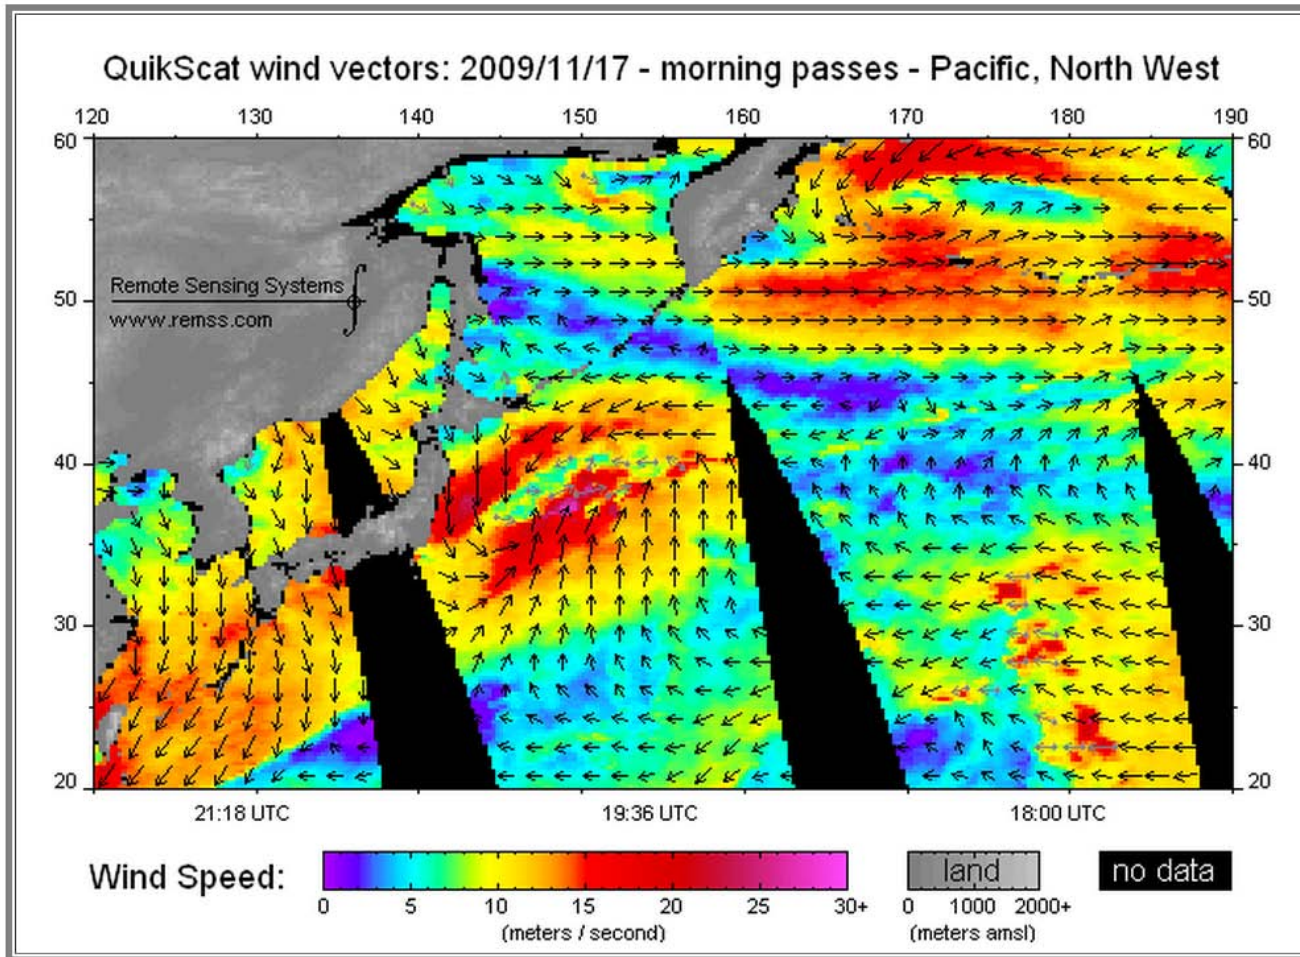 QuikScat wind vectors: 2009/11/17 - morning passes - Pacific, North West
120 130 140 150 160 170 180 190
60 60
Remote Sensing Systems
www.remss.com
50 50
40 40
30 30
20 20
21:18 UTC 19:36 UTC 18:00 UTC
Wind Speed: land no data
0 5 10 15 20 25 30+ 0 1000 2000+
(meters / second) (meters amsl)